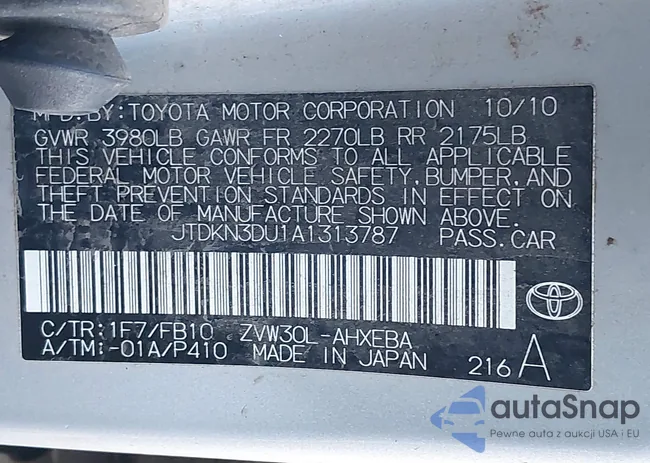 MFD.BY:TOYOTA MOTOR CORPORATION 10/10
GVWR 3980LB GAWR FR 2270LB RR 2175LB
THIS VEHICLE CONFORMS TO ALL APPLICABLE
FEDERAL MOTOR VEHICLE SAFETY,BUMPER,AND
THEFT PREVENTION STANDARDS IN EFFECT ON
THE DATE OF MANUFACTURE SHOWN ABOVE.
JTDKN3DU1A1313787 PASS.CAR
C/TR:1F7/FB10 ZVW30L-AHXEBA
A/TM:-01A/P410 MADE IN JAPAN 216 A
autoSnap
Pewne auta z aukcji USA i EU